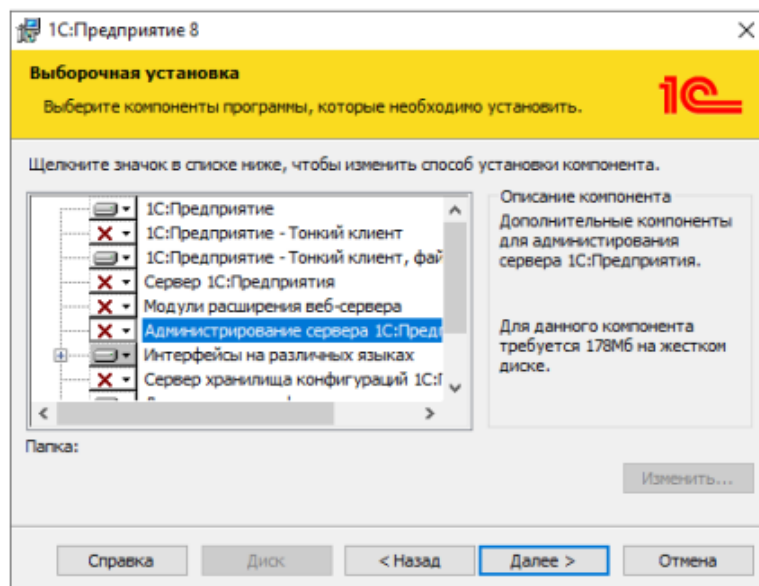 1С:Предприятие 8
Выборочная установка
Выберите компоненты программы, которые необходимо установить.
1С
Щелкните значок в списке ниже, чтобы изменить способ установки компонента.
1С:Предприятие
1С:Предприятие - Тонкий клиент
1С:Предприятие - Тонкий клиент, фай
Сервер 1С:Предприятия
Модули расширения веб-сервера
Администрирование сервера 1С:Пред
Интерфейсы на различных языках
Сервер хранилища конфигураций 1С:
Описание компонента
Дополнительные компоненты
для администирования
сервера 1С:Предприятия.
Для данного компонента
требуется 178Мб на жестком
диске.
Папка:
Изменить...
Справка
Диск
< Назад
Далее >
Отмена